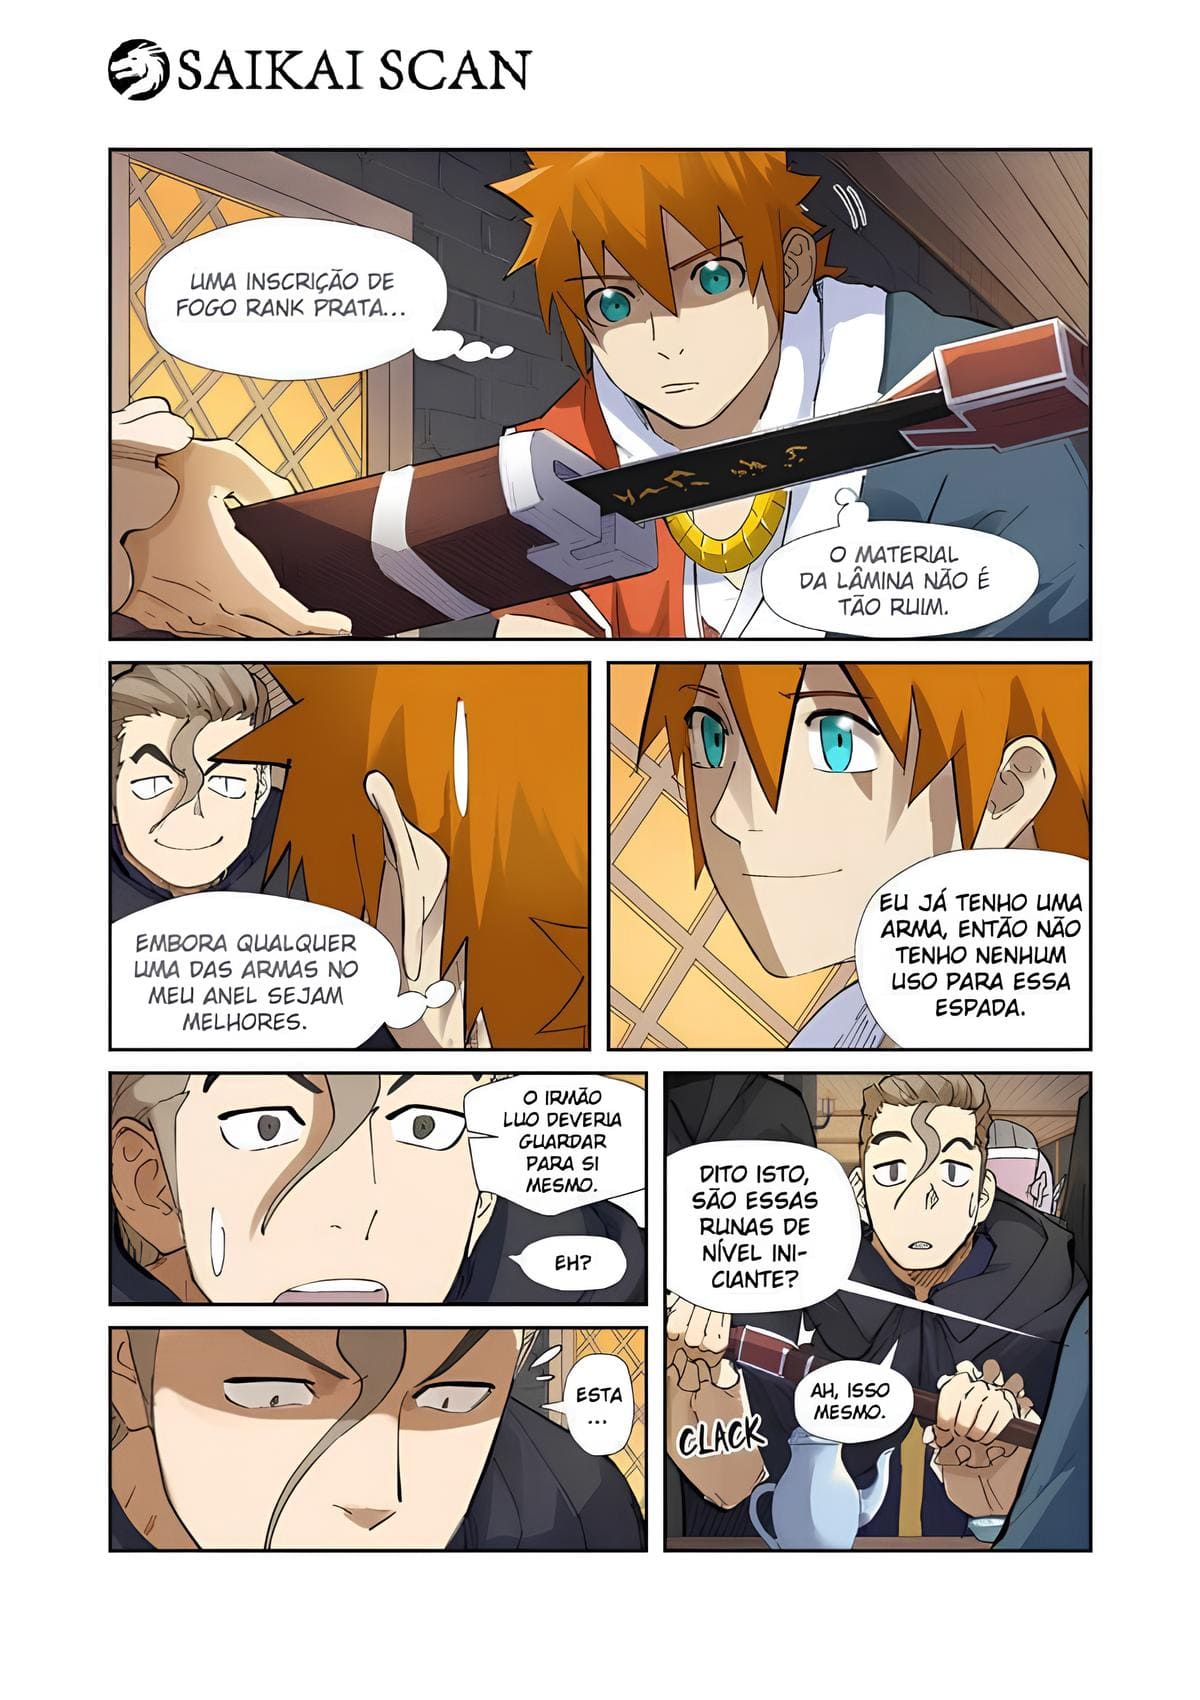 SAIKAI SCAN
UMA INSCRIÇÃO DE
FOGO RANK PRATA...
O MATERIAL
DA LÂMINA NÃO É
TÃO RUIM.
EMBORA QUALQUER
UMA DAS ARMAS NO
MEU ANEL SEJAM
MELHORES.
EU JÁ TENHO UMA
ARMA, ENTÃO NÃO
TENHO NENHUM
USO PARA ESSA
ESPADA.
O IRMÃO
LUO DEVERIA
GUARDAR
PARA SI
MESMO.
EH?
ESTA
...
DITO ISTO,
SÃO ESSAS
RUNAS DE
NÍVEL INI-
CIANTE?
AH, ISSO
MESMO.
CLACK